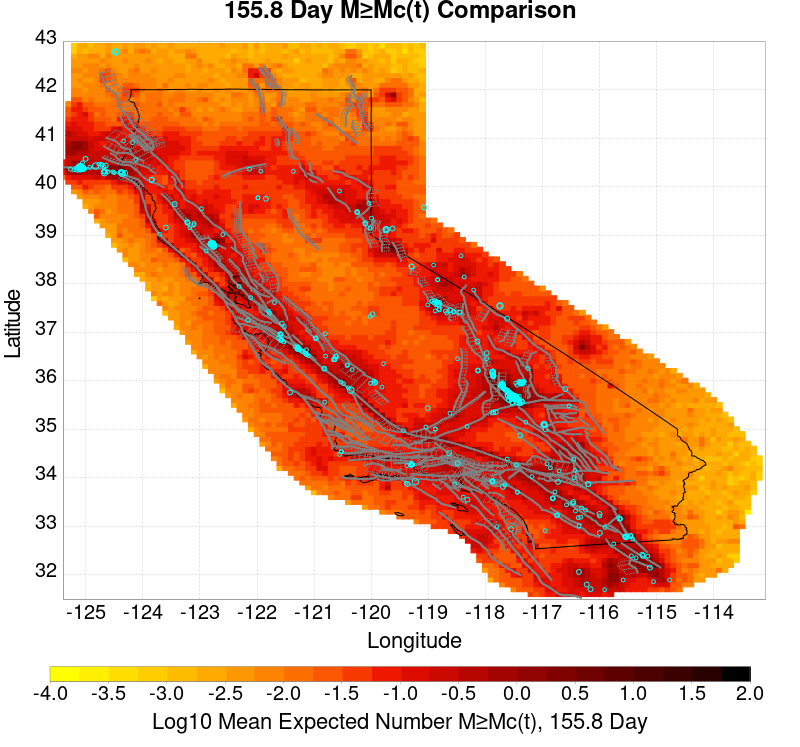 155.8 Day M≥Mc(t) Comparison
43
42
41
40
39
38
37
36
35
34
33
32
Latitude
-125 -124 -123 -122 -121 -120 -119 -118 -117 -116 -115 -114
Longitude
-4.0 -3.5 -3.0 -2.5 -2.0 -1.5 -1.0 -0.5 0.0 0.5 1.0 1.5 2.0
Log10 Mean Expected Number M≥Mc(t), 155.8 Day